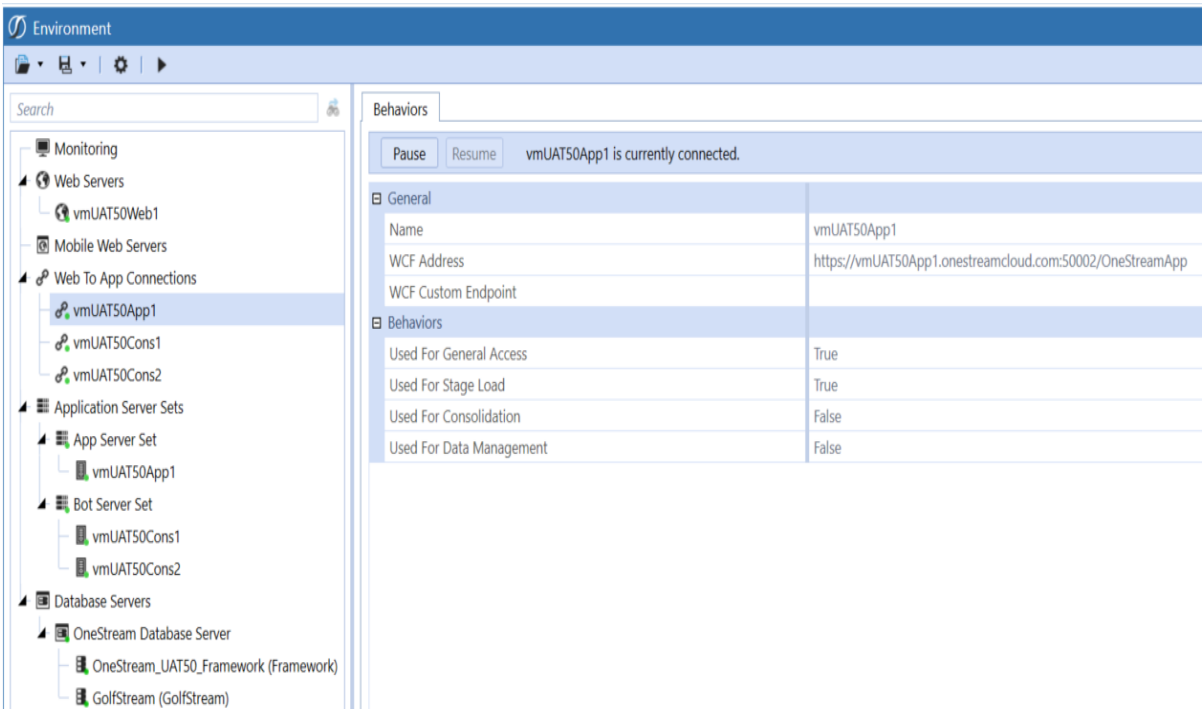 Environment
Search
Monitoring
Web Servers
vmUAT50Web1
Mobile Web Servers
Web To App Connections
vmUAT50App1
vmUAT50Cons1
vmUAT50Cons2
Application Server Sets
App Server Set
vmUAT50App1
Bot Server Set
vmUAT50Cons1
vmUAT50Cons2
Database Servers
OneStream Database Server
OneStream_UAT50_Framework (Framework)
GolfStream (GolfStream)
Behaviors
Pause Resume vmUAT50App1 is currently connected.
General
Name vmUAT50App1
WCF Address https://vmUAT50App1.onestreamcloud.com:50002/OneStreamApp
WCF Custom Endpoint
Behaviors
Used For General Access True
Used For Stage Load True
Used For Consolidation False
Used For Data Management False